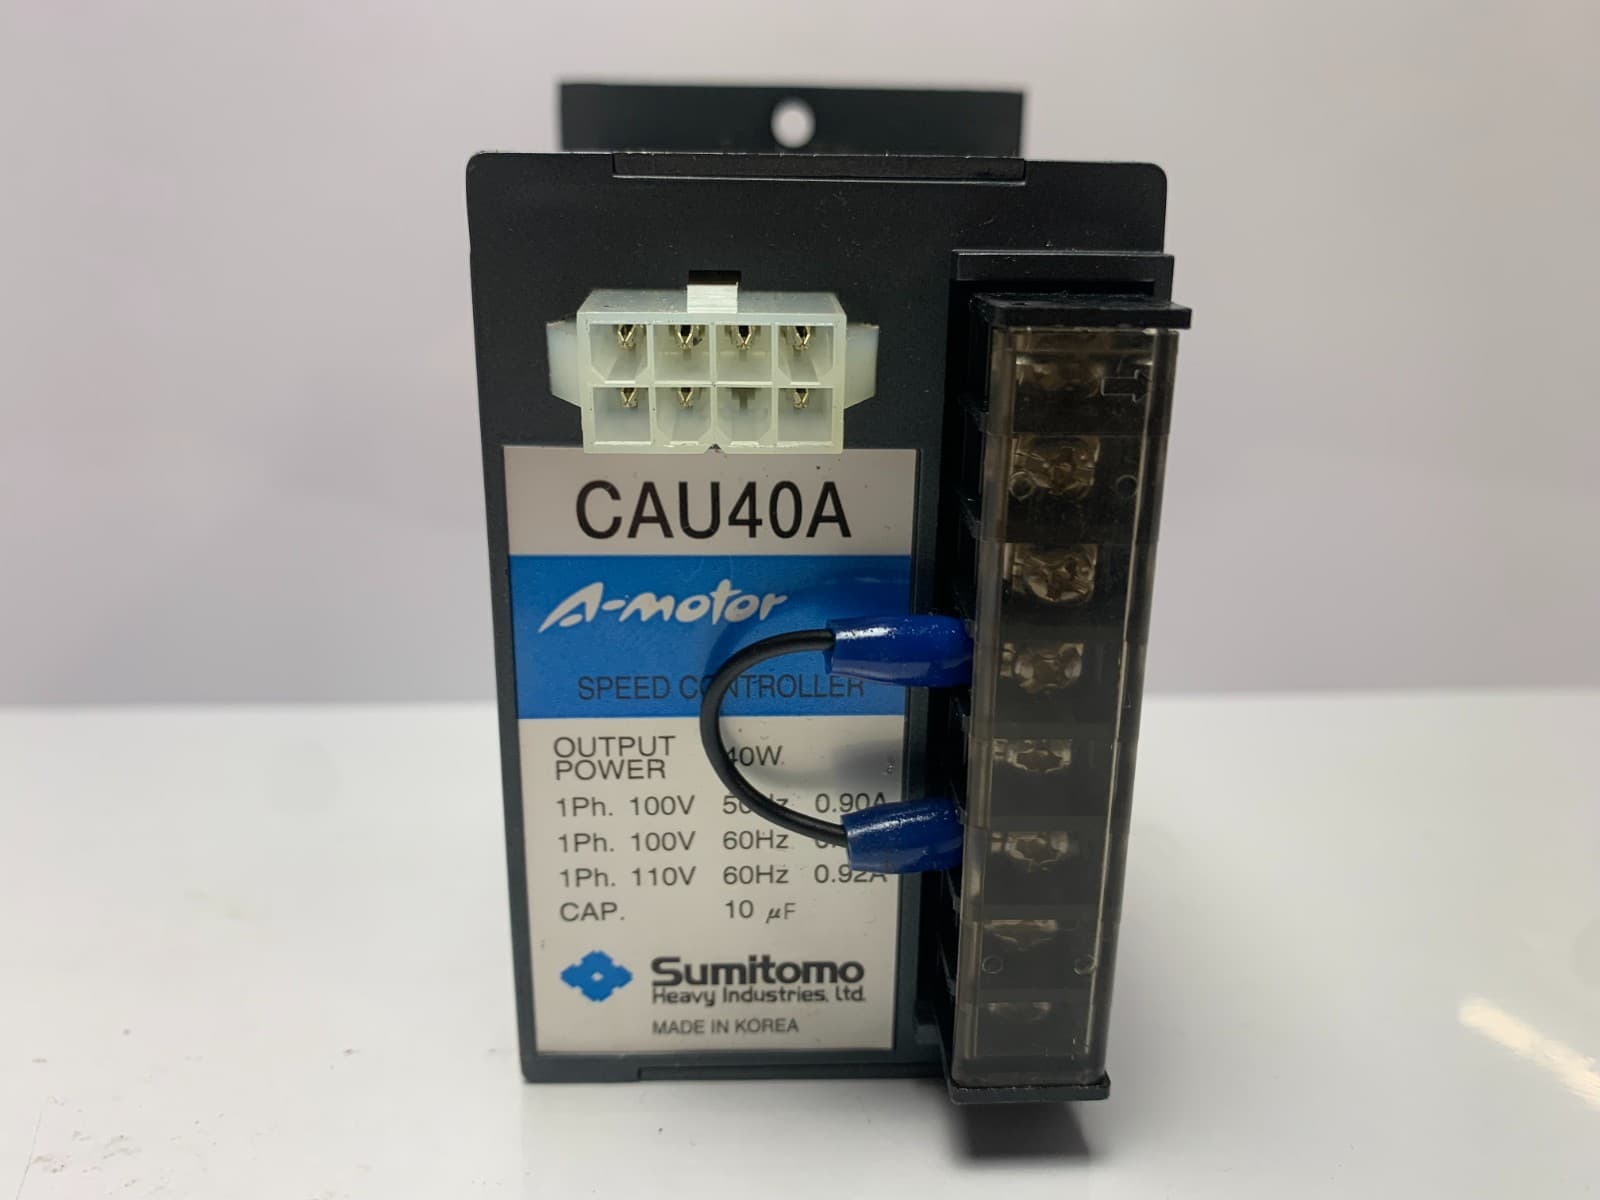 CAU40A
A-motor
SPEED CONTROLLER
OUTPUT POWER 40W
1Ph. 100V 50Hz 0.90A
1Ph. 100V 60Hz
1Ph. 110V 60Hz 0.92A
CAP. 10 μF
Sumitomo
Heavy Industries, Ltd.
MADE IN KOREA